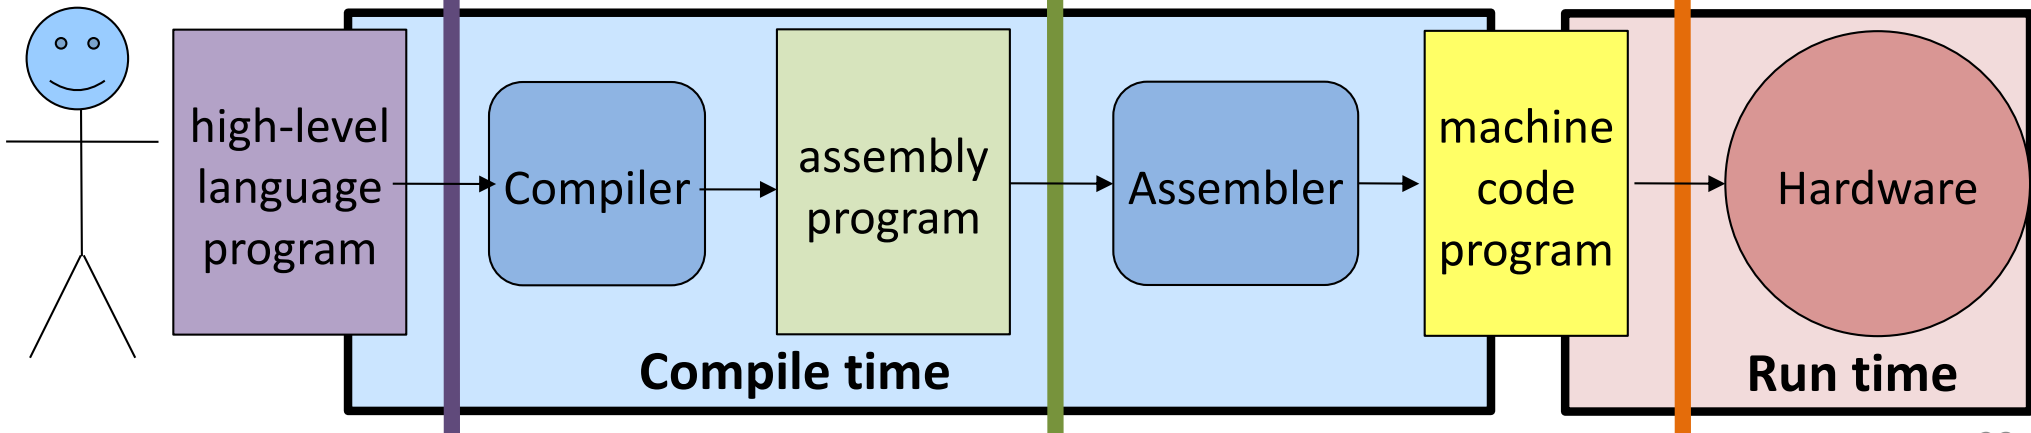 high-level
language
program
Compiler
assembly
program
Assembler
machine
code
program
Hardware
Compile time
Run time